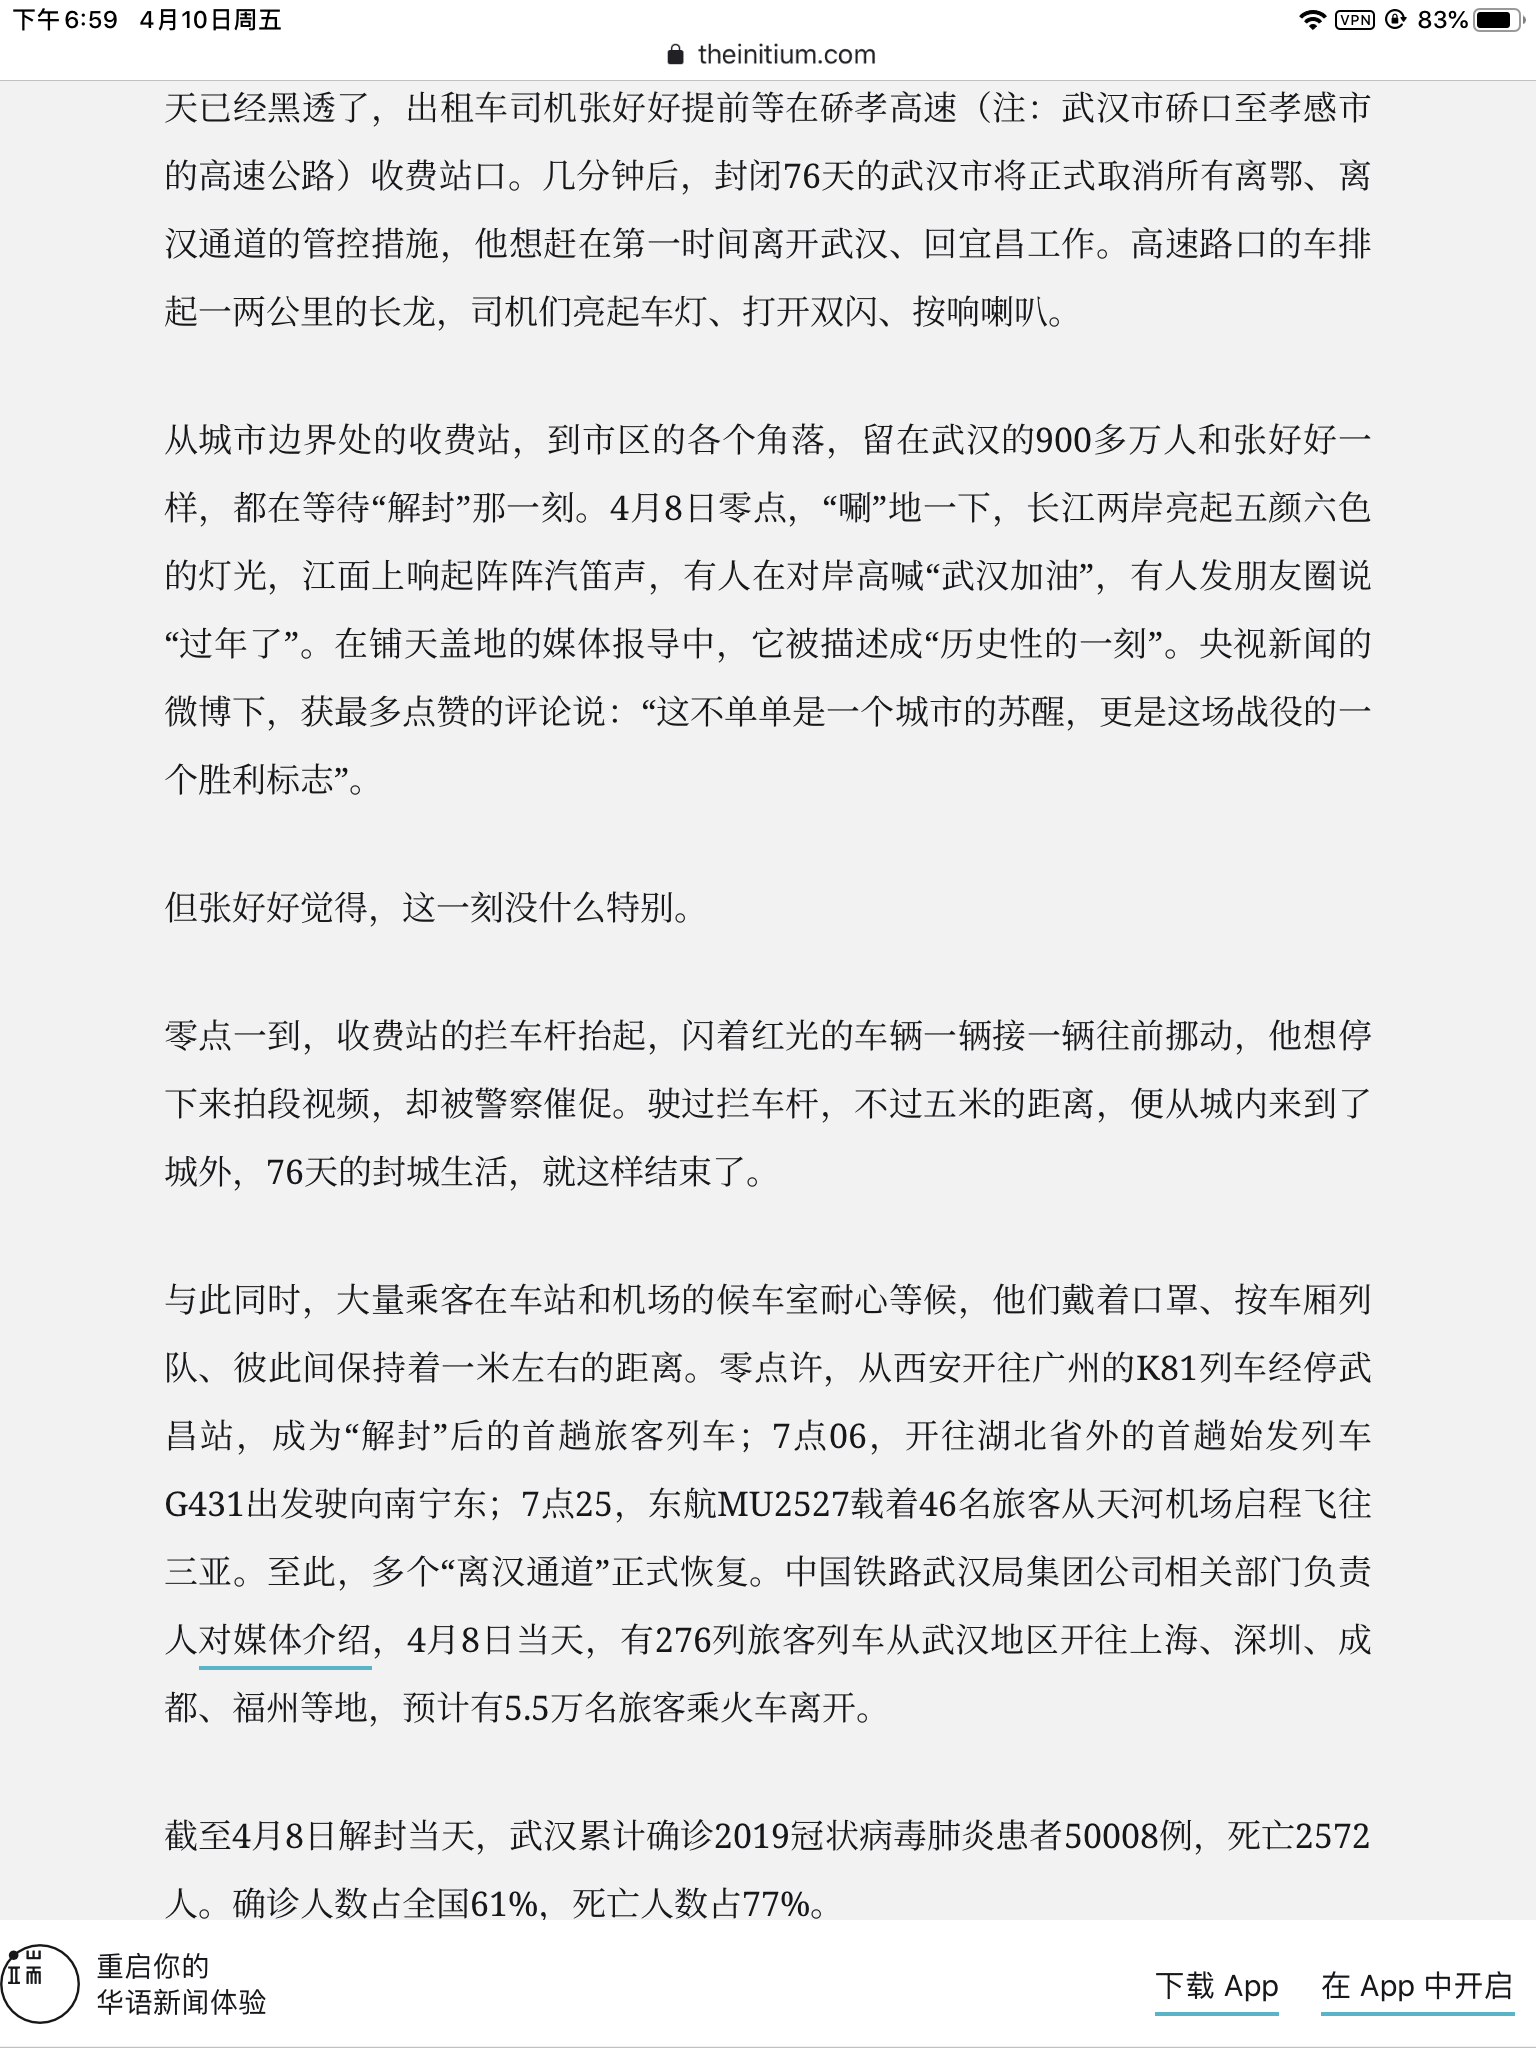 下午6:59 4月10日周五
VPN 83%
theinitium.com
天已经黑透了，出租车司机张好好提前等在硚孝高速（注：武汉市硚口至孝感市
的高速公路）收费站口。几分钟后，封闭76天的武汉市将正式取消所有离鄂、离
汉通道的管控措施，他想赶在第一时间离开武汉、回宜昌工作。高速路口的车排
起一两公里的长龙，司机们亮起车灯、打开双闪、按响喇叭。
从城市边界处的收费站，到市区的各个角落，留在武汉的900多万人和张好好一
样，都在等待“解封”那一刻。4月8日零点，“唰”地一下，长江两岸亮起五颜六色
的灯光，江面上响起阵阵汽笛声，有人在对岸高喊“武汉加油”，有人发朋友圈说
“过年了”。在铺天盖地的媒体报导中，它被描述成“历史性的一刻”。央视新闻的
微博下，获最多点赞的评论说：“这不单单是一个城市的苏醒，更是这场战役的一
个胜利标志”。
但张好好觉得，这一刻没什么特别。
零点一到，收费站的拦车杆抬起，闪着红光的车辆一辆接一辆往前挪动，他想停
下来拍段视频，却被警察催促。驶过拦车杆，不过五米的距离，便从城内来到了
城外，76天的封城生活，就这样结束了。
与此同时，大量乘客在车站和机场的候车室耐心等候，他们戴着口罩、按车厢列
队、彼此间保持着一米左右的距离。零点许，从西安开往广州的K81列车经停武
昌站，成为“解封”后的首趟旅客列车；7点06，开往湖北省外的首趟始发列车
G431出发驶向南宁东；7点25，东航MU2527载着46名旅客从天河机场启程飞往
三亚。至此，多个“离汉通道”正式恢复。中国铁路武汉局集团公司相关部门负责
人对媒体介绍，4月8日当天，有276列旅客列车从武汉地区开往上海、深圳、成
都、福州等地，预计有5.5万名旅客乘火车离开。
截至4月8日解封当天，武汉累计确诊2019冠状病毒肺炎患者50008例，死亡2572
人。确诊人数占全国61%，死亡人数占77%。
端
重启你的
华语新闻体验
下载 App 在 App 中开启